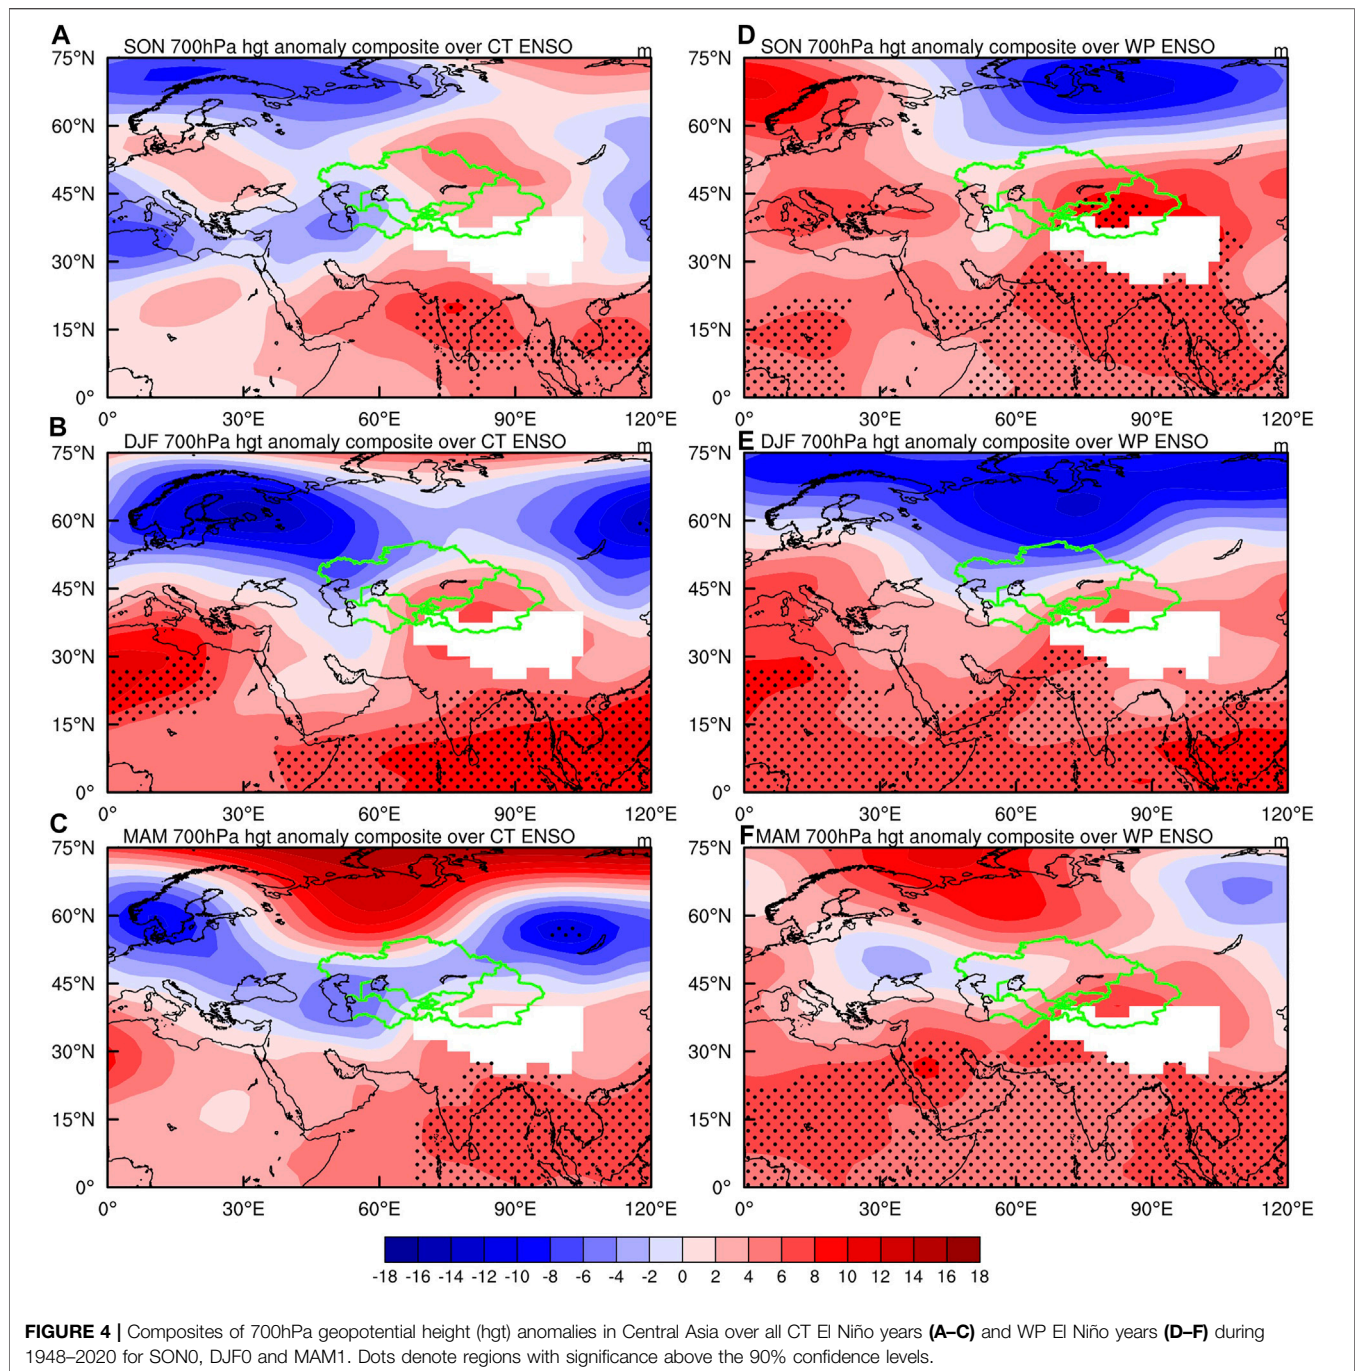 A
SON 700hPa hgt anomaly composite over CT ENSO
m
75°N
60°N
45°N
30°N
15°N
0°
0°
30°E
60°E
90°E
120°E
B
DJF 700hPa hgt anomaly composite over CT ENSO
m
75°N
60°N
45°N
30°N
15°N
0°
0°
30°E
60°E
90°E
120°E
C
MAM 700hPa hgt anomaly composite over CT ENSO
m
75°N
60°N
45°N
30°N
15°N
0°
0°
30°E
60°E
90°E
120°E
D
SON 700hPa hgt anomaly composite over WP ENSO
m
75°N
60°N
45°N
30°N
15°N
0°
0°
30°E
60°E
90°E
120°E
E
DJF 700hPa hgt anomaly composite over WP ENSO
m
75°N
60°N
45°N
30°N
15°N
0°
0°
30°E
60°E
90°E
120°E
F
MAM 700hPa hgt anomaly composite over WP ENSO
m
75°N
60°N
45°N
30°N
15°N
0°
0°
30°E
60°E
90°E
120°E
-18 -16 -14 -12 -10 -8 -6 -4 -2 0 2 4 6 8 10 12 14 16 18
FIGURE 4 | Composites of 700hPa geopotential height (hgt) anomalies in Central Asia over all CT El Niño years (A–C) and WP El Niño years (D–F) during
1948–2020 for SON0, DJF0 and MAM1. Dots denote regions with significance above the 90% confidence levels.